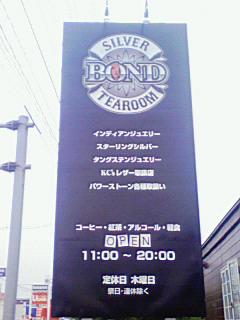 SILVER
BOND
TEAROOM
インディアンジュエリー
スターリングシルバー
タングステンジュエリー
KC'sレザー取扱店
パワーストーン各種取扱い
コーヒー・紅茶・アルコール・軽食
OPEN
11:00 ～ 20:00
定休日 木曜日
祭日・連休除く